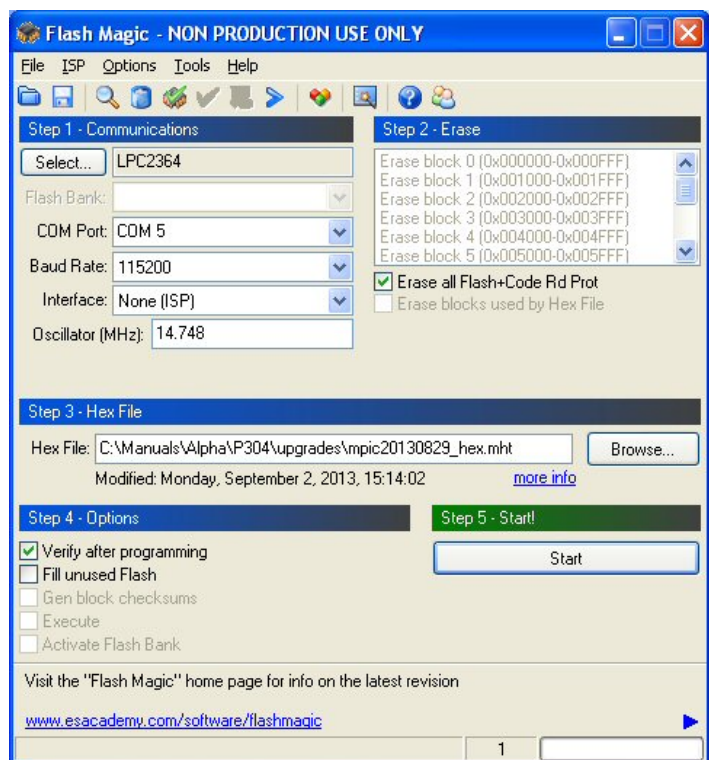 Flash Magic - NON PRODUCTION USE ONLY
File ISP Options Tools Help
Step 1 - Communications
Select... LPC2364
Flash Bank:
COM Port: COM 5
Baud Rate: 115200
Interface: None (ISP)
Oscillator (MHz): 14.748
Step 2 - Erase
Erase block 0 (0x000000-0x000FFF)
Erase block 1 (0x001000-0x001FFF)
Erase block 2 (0x002000-0x002FFF)
Erase block 3 (0x003000-0x003FFF)
Erase block 4 (0x004000-0x004FFF)
Erase block 5 (0x005000-0x005FFF)
Erase all Flash+Code Rd Prot
Erase blocks used by Hex File
Step 3 - Hex File
Hex File: C:\Manuals\Alpha\P304\upgrades\mpic20130829_hex.mht Browse...
Modified: Monday, September 2, 2013, 15:14:02 more info
Step 4 - Options
Verify after programming
Fill unused Flash
Gen block checksums
Execute
Activate Flash Bank
Step 5 - Start!
Start
Visit the "Flash Magic" home page for info on the latest revision
www.esacademy.com/software/flashmagic
1